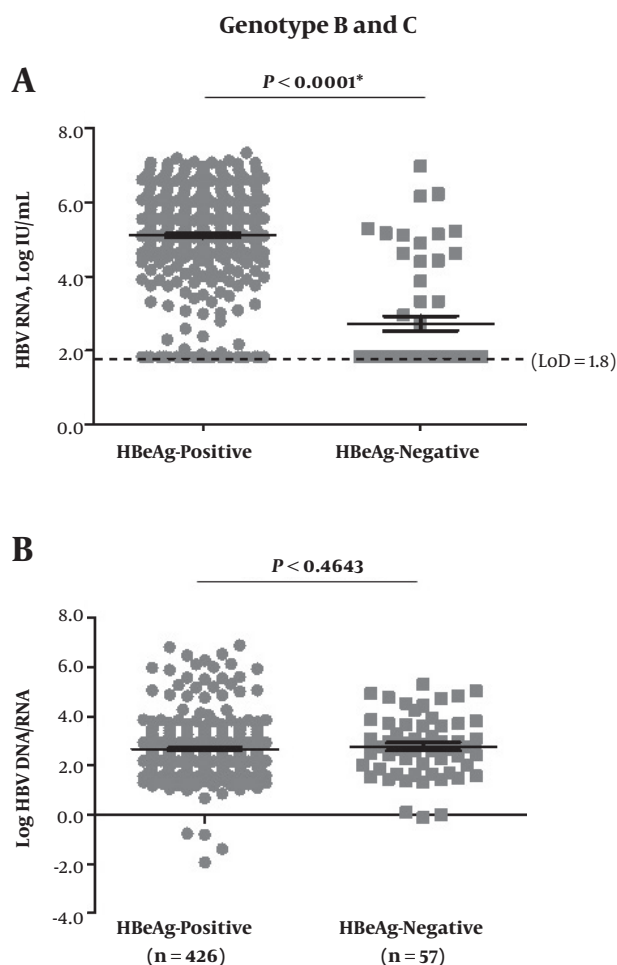 Genotype B and C
A
P < 0.0001*
HBV RNA, Log IU/mL
8.0
6.0
4.0
2.0
0.0
(LoD = 1.8)
HBeAg-Positive HBeAg-Negative
B
P < 0.4643
Log HBV DNA/RNA
8.0
6.0
4.0
2.0
0.0
-2.0
-4.0
HBeAg-Positive HBeAg-Negative
(n = 426) (n = 57)